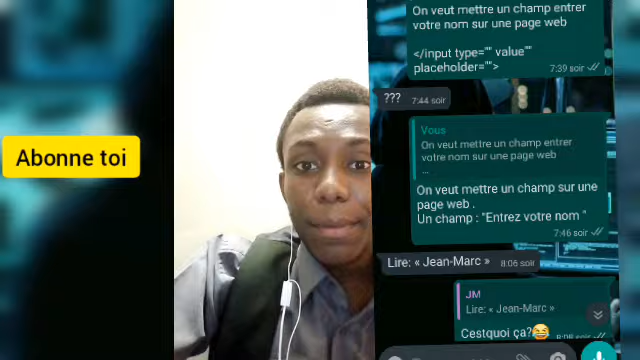 Abonne toi
On veut mettre un champ entrer
votre nom sur une page web
</input type="" value""
placeholder="">
7:39 soir
??? 7:44 soir
Vous
On veut mettre un champ entrer
votre nom sur une page web
...
On veut mettre un champ sur une
page web .
Un champ : "Entrez votre nom "
7:46 soir
Lire: « Jean-Marc » 8:06 soir
JM
Lire: « Jean-Marc »
Cestquoi ça?😂